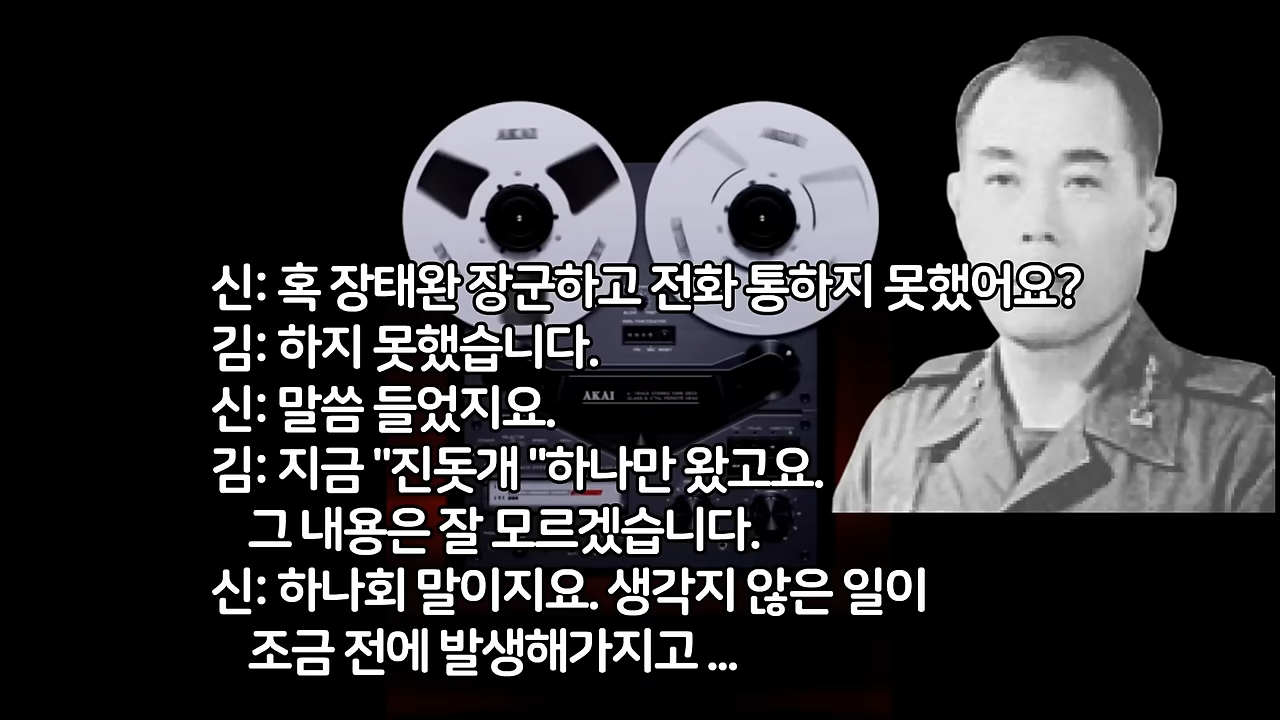 AKAI
신: 혹 장태완 장군하고 전화 통하지 못했어요?
김: 하지 못했습니다.
신: 말씀 들었지요.
AKAI
김: 지금 "진돗개 "하나만 왔고요.
그 내용은 잘 모르겠습니다.
신: 하나회 말이지요. 생각지 않은 일이
조금 전에 발생해가지고 ...